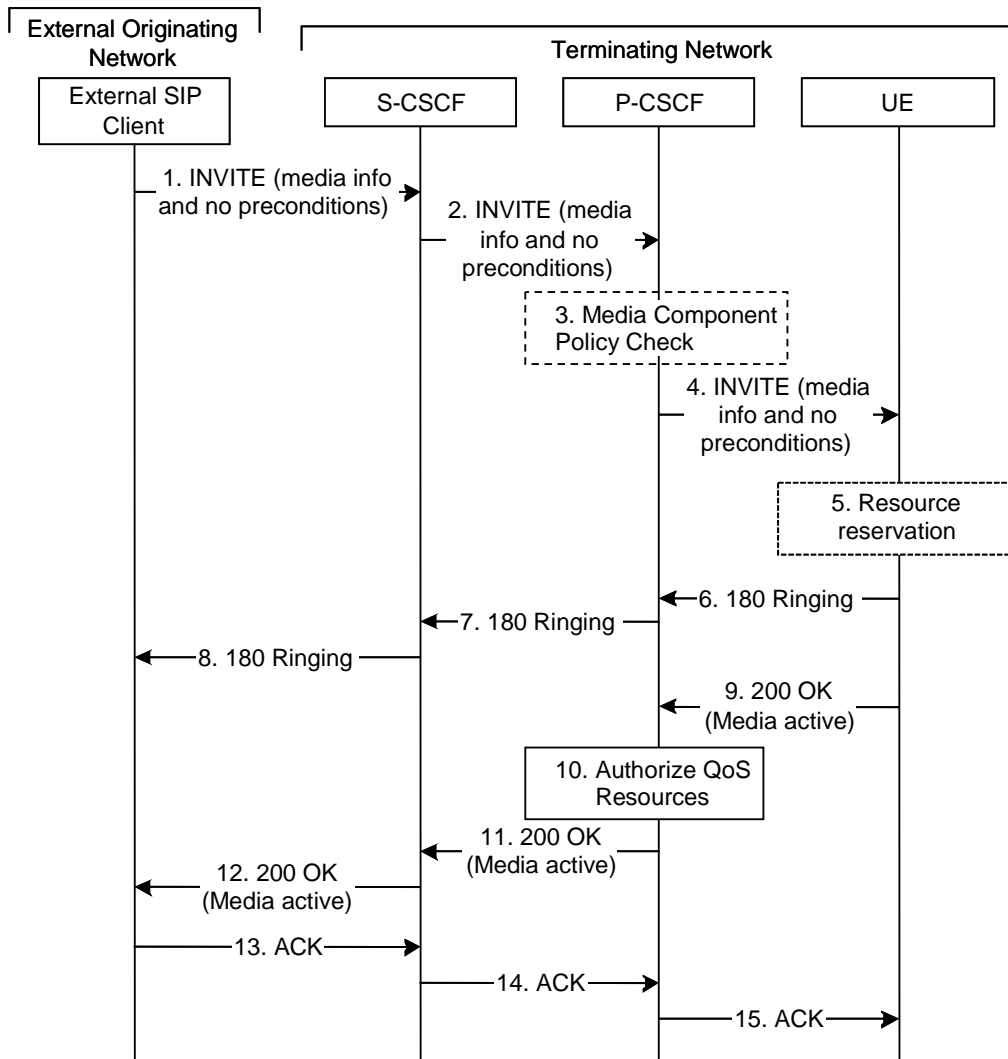 External Originating
Network
Terminating Network
External SIP
Client
S-CSCF
P-CSCF
UE
1. INVITE (media info
and no preconditions)
2. INVITE (media
info and no
preconditions)
3. Media Component
Policy Check
4. INVITE (media
info and no
preconditions)
5. Resource
reservation
6. 180 Ringing
7. 180 Ringing
8. 180 Ringing
9. 200 OK
(Media active)
10. Authorize QoS
Resources
11. 200 OK
(Media active)
12. 200 OK
(Media active)
13. ACK
14. ACK
15. ACK